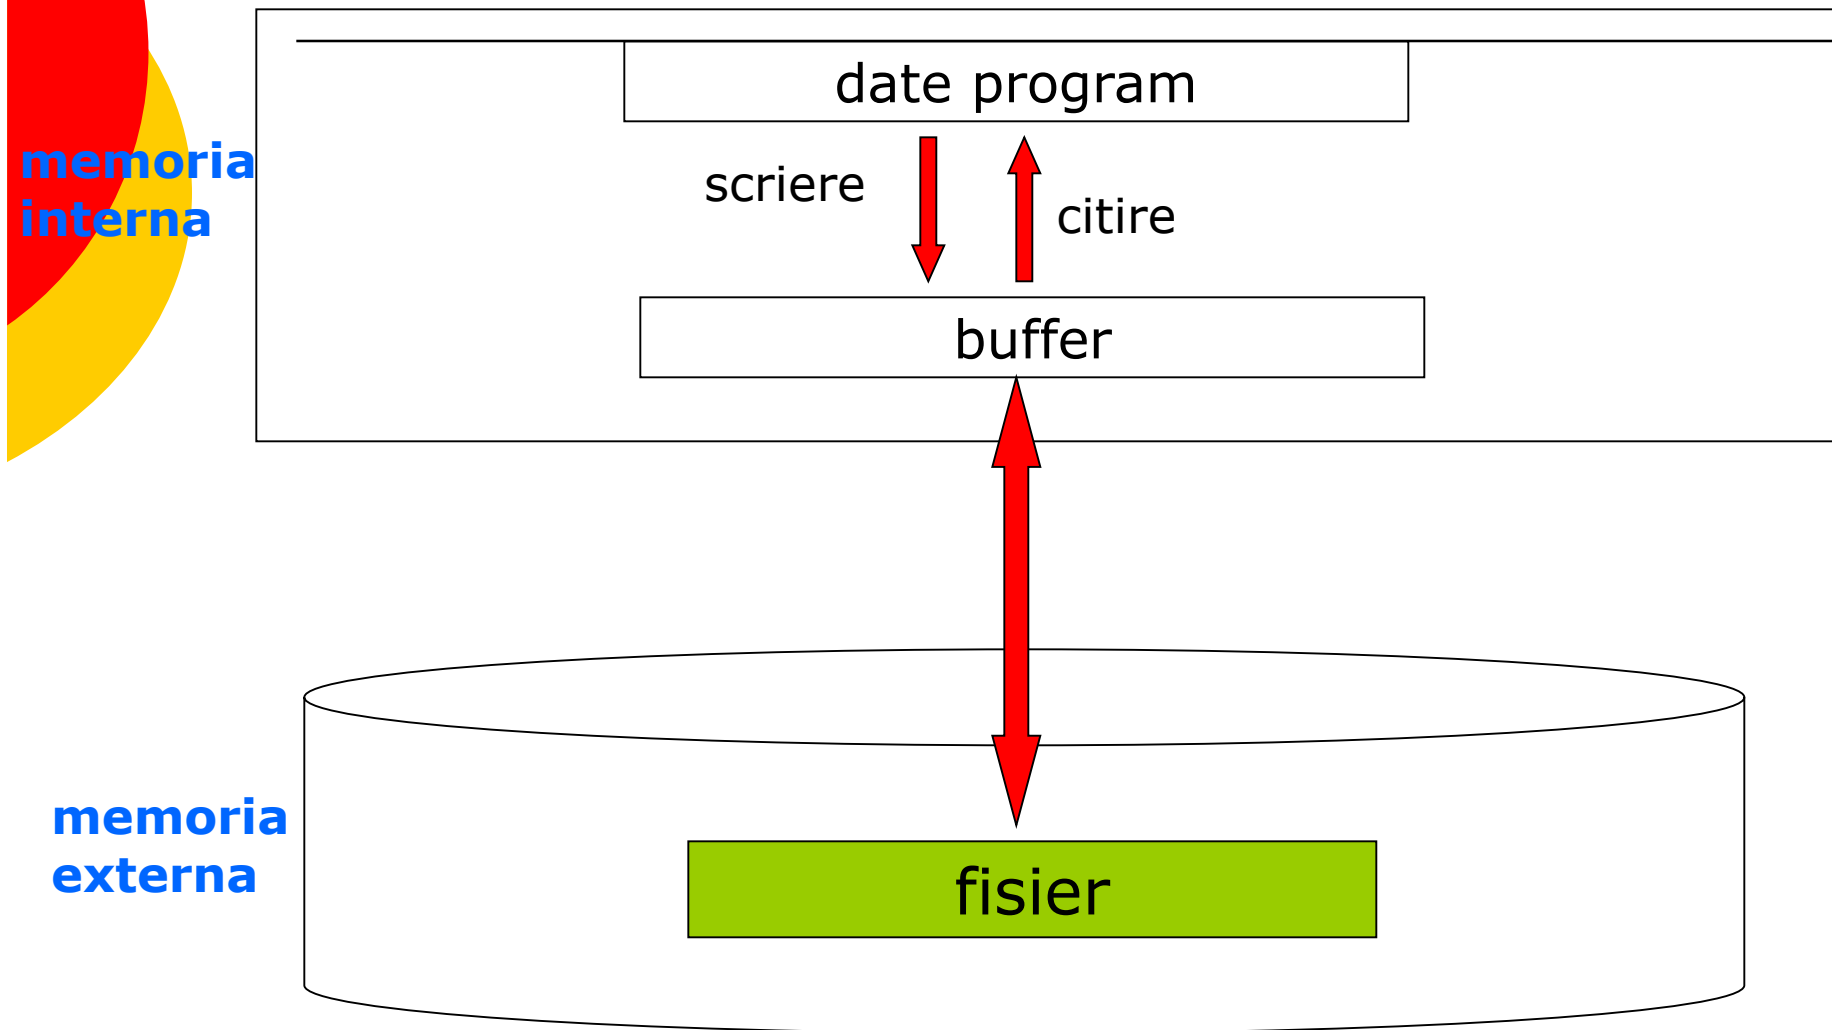 date program
memoria
interna
scriere
citire
buffer
memoria
externa
fisier